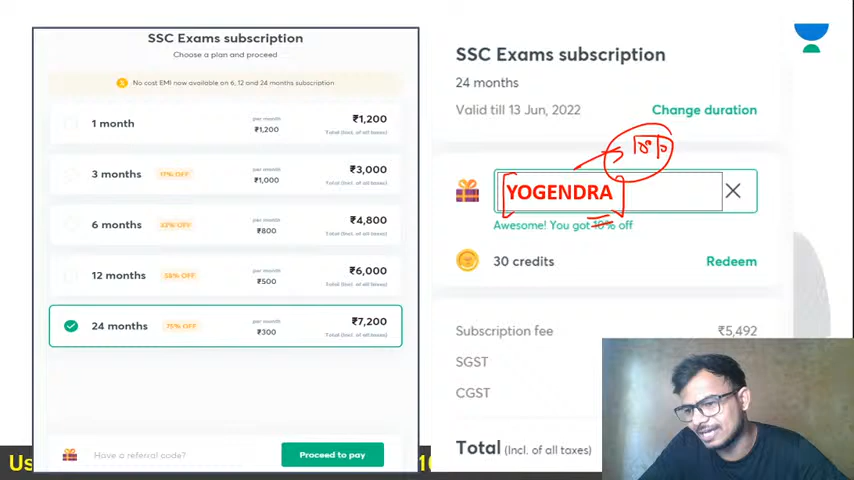 SSC Exams subscription
Choose a plan and proceed
No cost EMI now available on 6, 12 and 24 months subscription
1 month
per month
₹1,200
₹1,200
Total (Incl. of all taxes)
3 months
17% OFF
per month
₹1,000
₹3,000
Total (Incl. of all taxes)
6 months
33% OFF
per month
₹800
₹4,800
Total (Incl. of all taxes)
12 months
58% OFF
per month
₹500
₹6,000
Total (Incl. of all taxes)
24 months
75% OFF
per month
₹300
₹7,200
Total (Incl. of all taxes)
Have a referral code?
Proceed to pay
SSC Exams subscription
24 months
Valid till 13 Jun, 2022
Change duration
YOGENDRA
Awesome! You got 10% off
30 credits
Redeem
Subscription fee
₹5,492
SGST
CGST
Total (Incl. of all taxes)